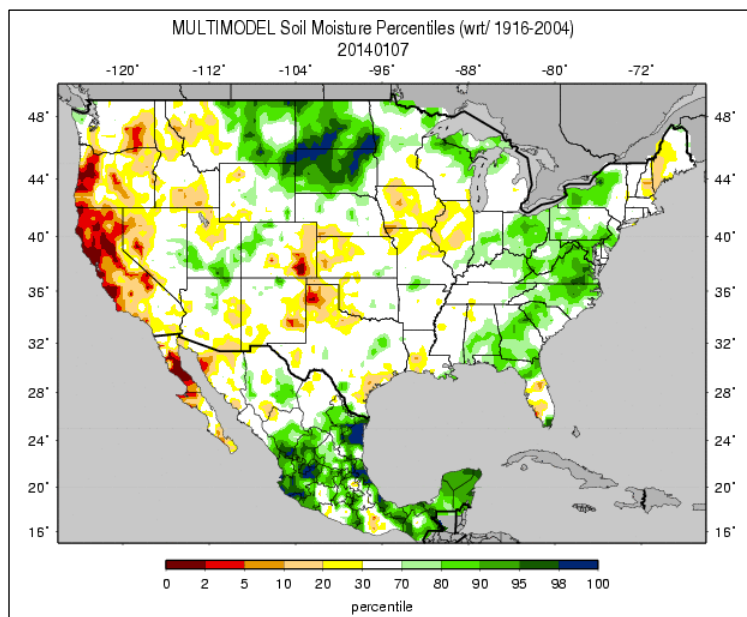 MULTIMODEL Soil Moisture Percentiles (wrt/ 1916-2004)
20140107
-120° -112° -104° -96° -88° -80° -72°
48° 48°
44° 44°
40° 40°
36° 36°
32° 32°
28° 28°
24° 24°
20° 20°
16° 16°
0 2 5 10 20 30 70 80 90 95 98 100
percentile